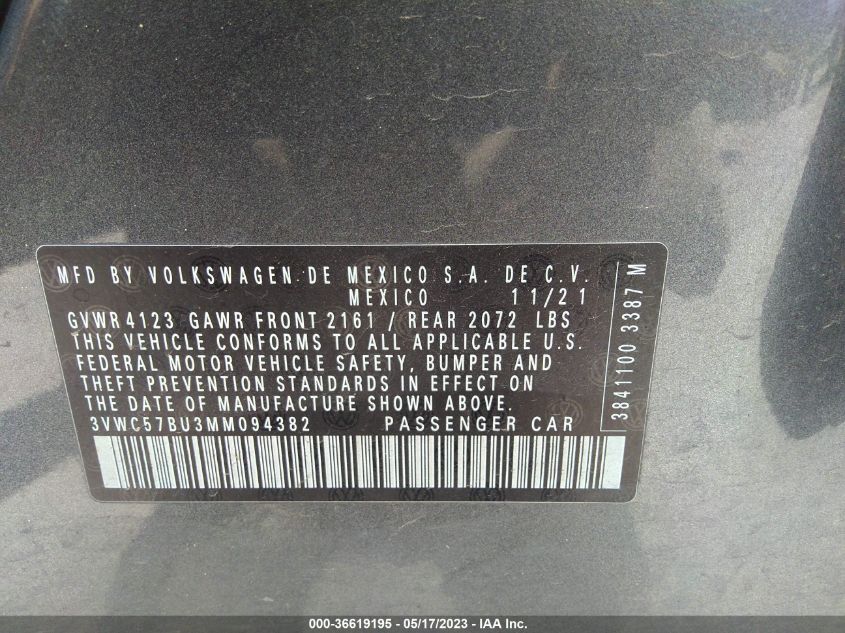 MFD BY VOLKSWAGEN DE MEXICO S.A. DE C.V.
MEXICO 11/21
GVWR 4123 GAWR FRONT 2161 / REAR 2072 LBS
THIS VEHICLE CONFORMS TO ALL APPLICABLE U.S.
FEDERAL MOTOR VEHICLE SAFETY, BUMPER AND
THEFT PREVENTION STANDARDS IN EFFECT ON
THE DATE OF MANUFACTURE SHOWN ABOVE.
3VWC57BU3MM094382 PASSENGER CAR
3841100 3387 M
000-36619195 - 05/17/2023 - IAA Inc.